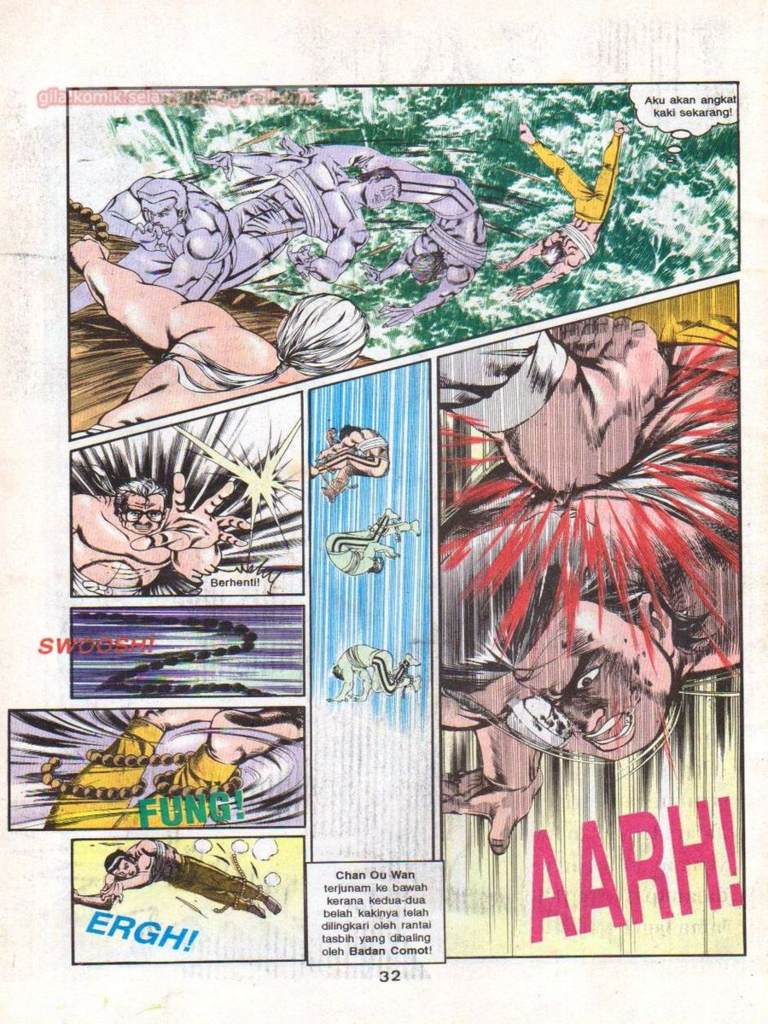 Aku akan angkat
kaki sekarang!
Berhenti!
SWOOSH!
FUNG!
ERGH!
Chan Ou Wan
terjunam ke bawah
kerana kedua-dua
belah kakinya telah
dilingkari oleh rantai
tasbih yang dibaling
oleh Badan Comot!
AARH!
32